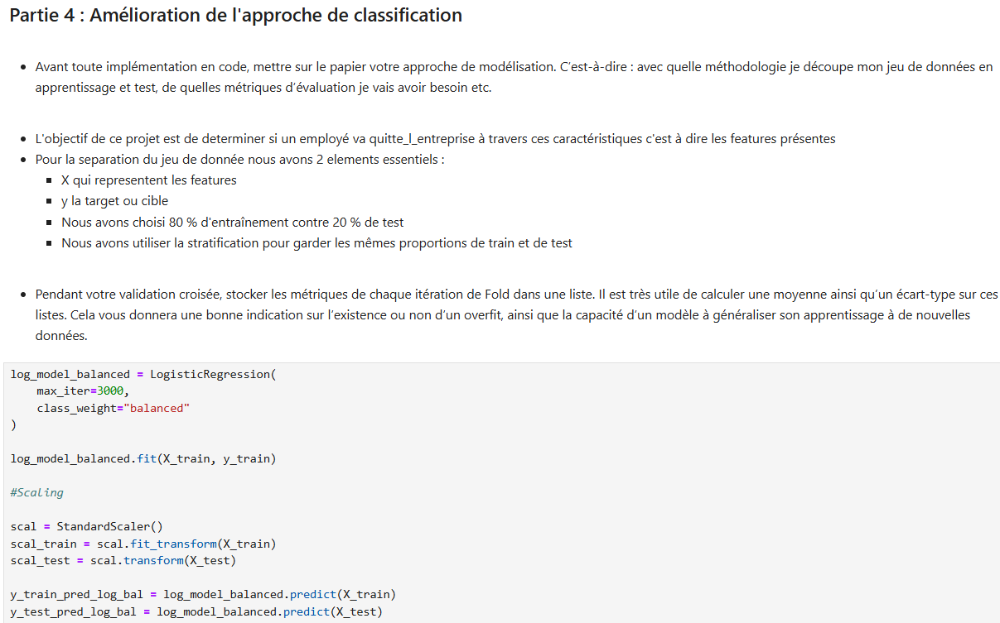 Partie 4 : Amélioration de l'approche de classification
• Avant toute implémentation en code, mettre sur le papier votre approche de modélisation. C’est-à-dire : avec quelle méthodologie je découpe mon jeu de données en
apprentissage et test, de quelles métriques d’évaluation je vais avoir besoin etc.
• L'objectif de ce projet est de determiner si un employé va quitte_l_entreprise à travers ces caractéristiques c'est à dire les features présentes
• Pour la separation du jeu de donnée nous avons 2 elements essentiels :
▪ X qui representent les features
▪ y la target ou cible
▪ Nous avons choisi 80 % d'entraînement contre 20 % de test
▪ Nous avons utiliser la stratification pour garder les mêmes proportions de train et de test
• Pendant votre validation croisée, stocker les métriques de chaque itération de Fold dans une liste. Il est très utile de calculer une moyenne ainsi qu’un écart-type sur ces
listes. Cela vous donnera une bonne indication sur l’existence ou non d’un overfit, ainsi que la capacité d’un modèle à généraliser son apprentissage à de nouvelles
données.
log_model_balanced = LogisticRegression(
    max_iter=3000,
    class_weight="balanced"
)
log_model_balanced.fit(X_train, y_train)
#Scaling
scal = StandardScaler()
scal_train = scal.fit_transform(X_train)
scal_test = scal.transform(X_test)
y_train_pred_log_bal = log_model_balanced.predict(X_train)
y_test_pred_log_bal = log_model_balanced.predict(X_test)